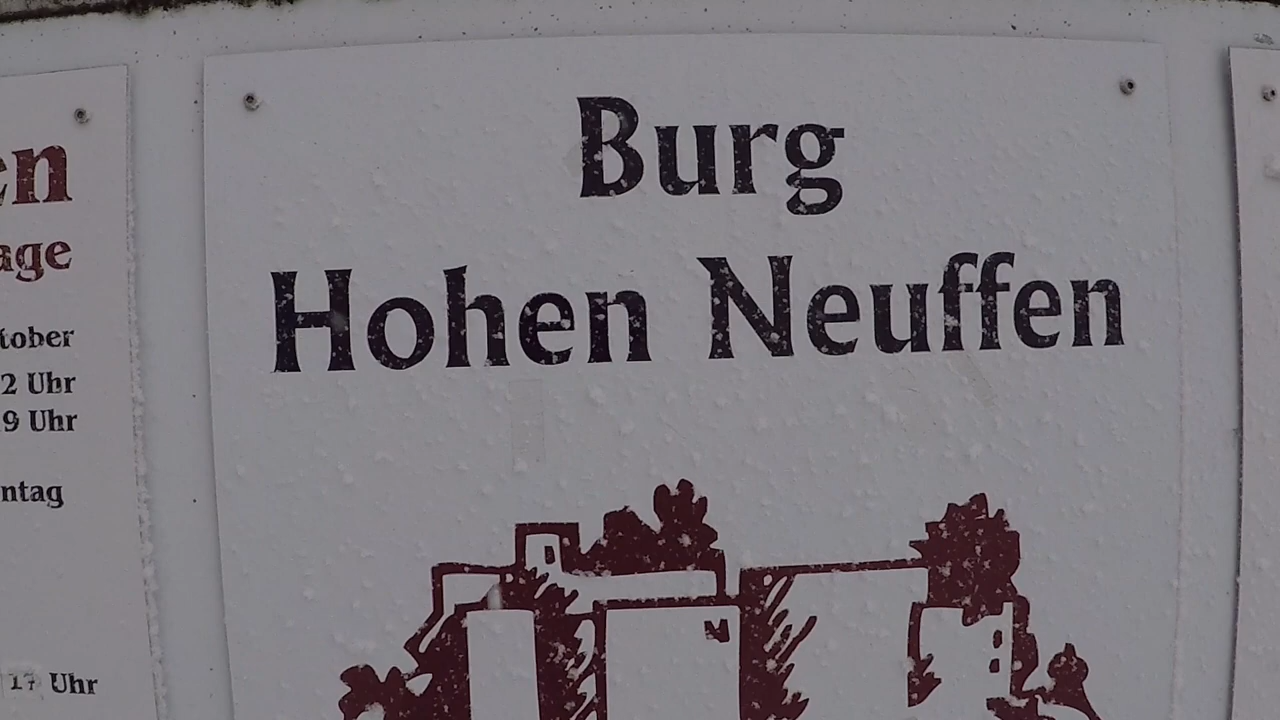 en
age
tober
2 Uhr
9 Uhr
ntag
17 Uhr
Burg
Hohen Neuffen